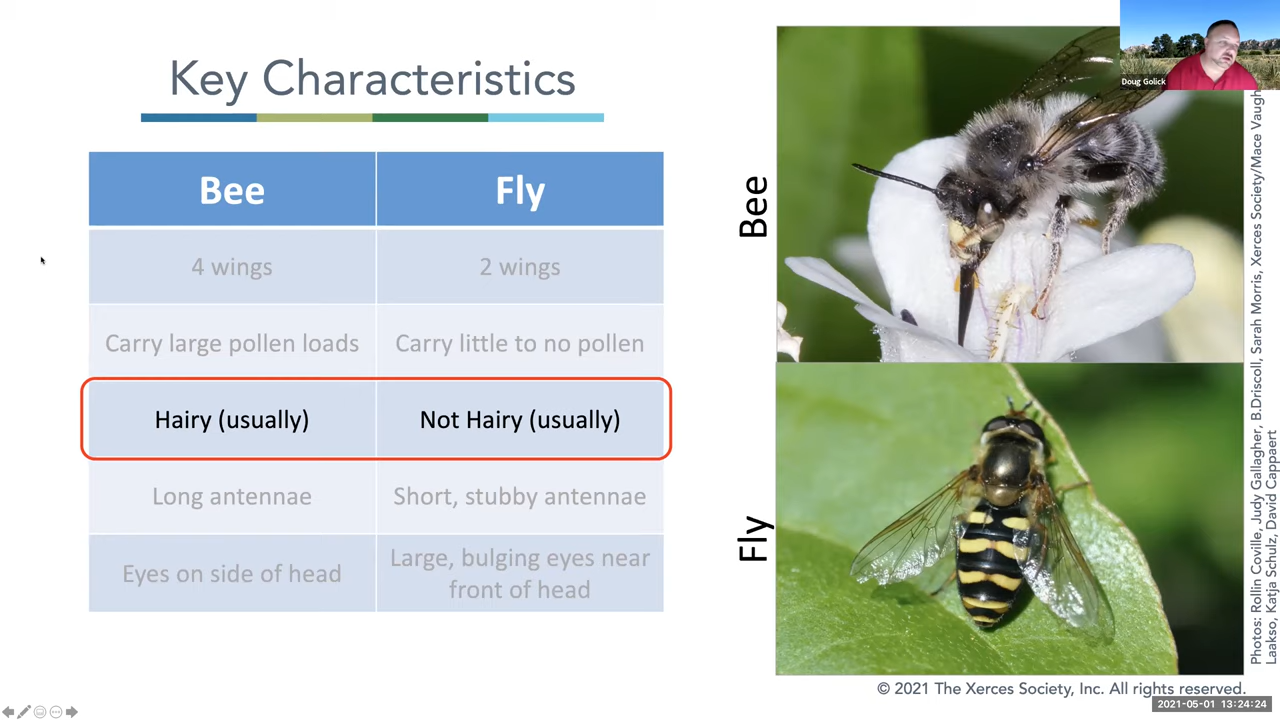 Key Characteristics
Bee Fly
4 wings 2 wings
Carry large pollen loads Carry little to no pollen
Hairy (usually) Not Hairy (usually)
Long antennae Short, stubby antennae
Eyes on side of head Large, bulging eyes near
front of head
Bee
Fly
Doug Golick
Photos: Rollin Coville, Judy Gallagher, B.Driscoll, Sarah Morris, Xerces Society/Mace
Laakso, Katja Schulz, David Cappaert
© 2021 The Xerces Society, Inc. All rights reserved.
2021-05-01 13:24:24